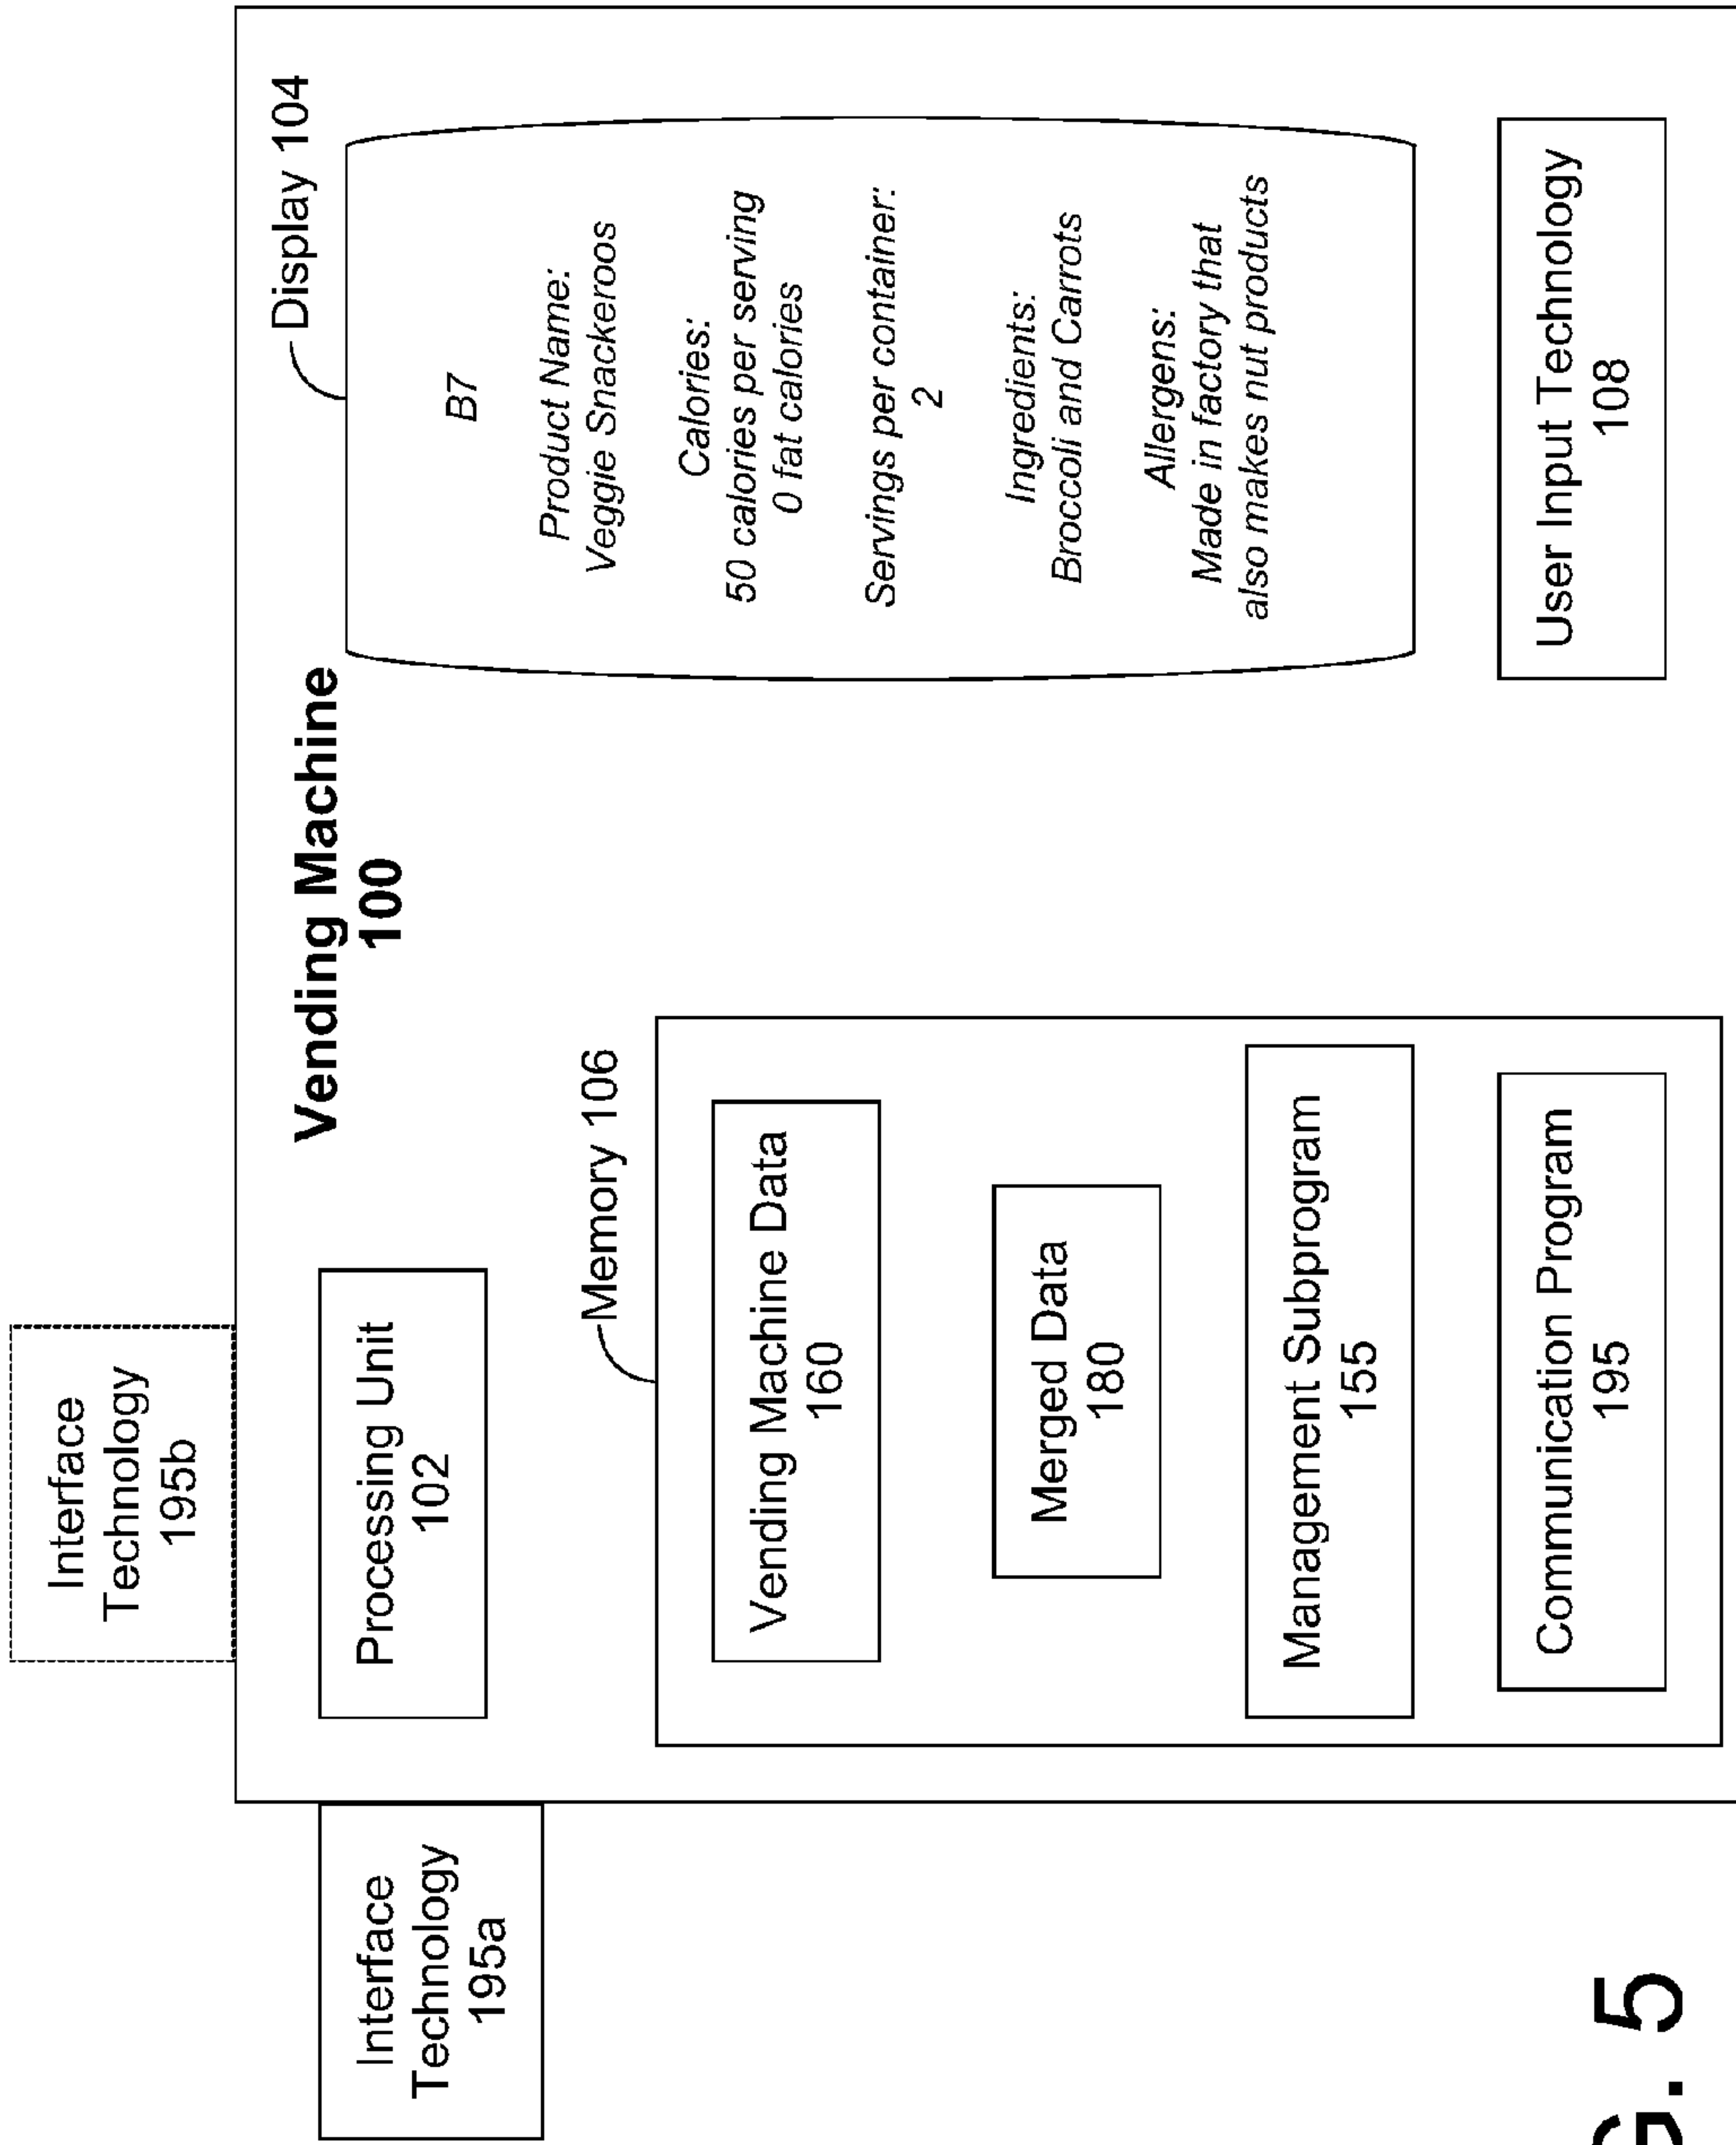 Interface
Technology
195b
Interface
Technology
195a
Vending Machine
100
Processing Unit
102
Memory 106
Vending Machine Data
160
Merged Data
180
Management Subprogram
155
Communication Program
195
Display 104
B7
Product Name:
Veggie Snackeroos
Calories:
50 calories per serving
0 fat calories
Servings per container:
2
Ingredients:
Broccoli and Carrots
Allergens:
Made in factory that
also makes nut products
User Input Technology
108
G. 5